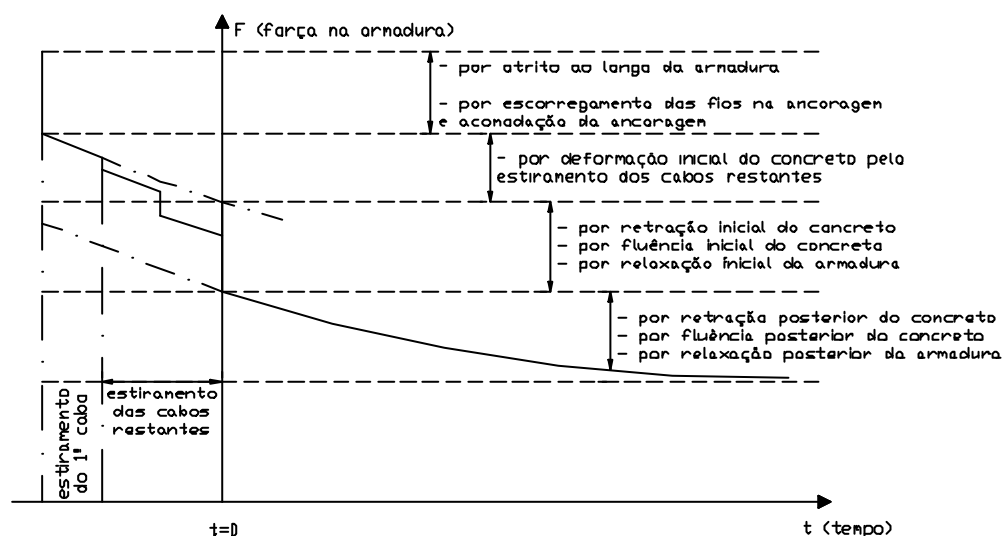 F (força na armadura)
- por atrito ao longo da armadura
- por escorregamento dos fios na ancoragem
e acomodação da ancoragem
- por deformação inicial do concreto pelo
estiramento dos cabos restantes
- por retração inicial do concreto
- por fluência inicial do concreto
- por relaxação inicial da armadura
- por retração posterior do concreto
- por fluência posterior do concreto
- por relaxação posterior da armadura
estiramento
do 1º cabo
estiramento
dos cabos
restantes
t=0
t (tempo)